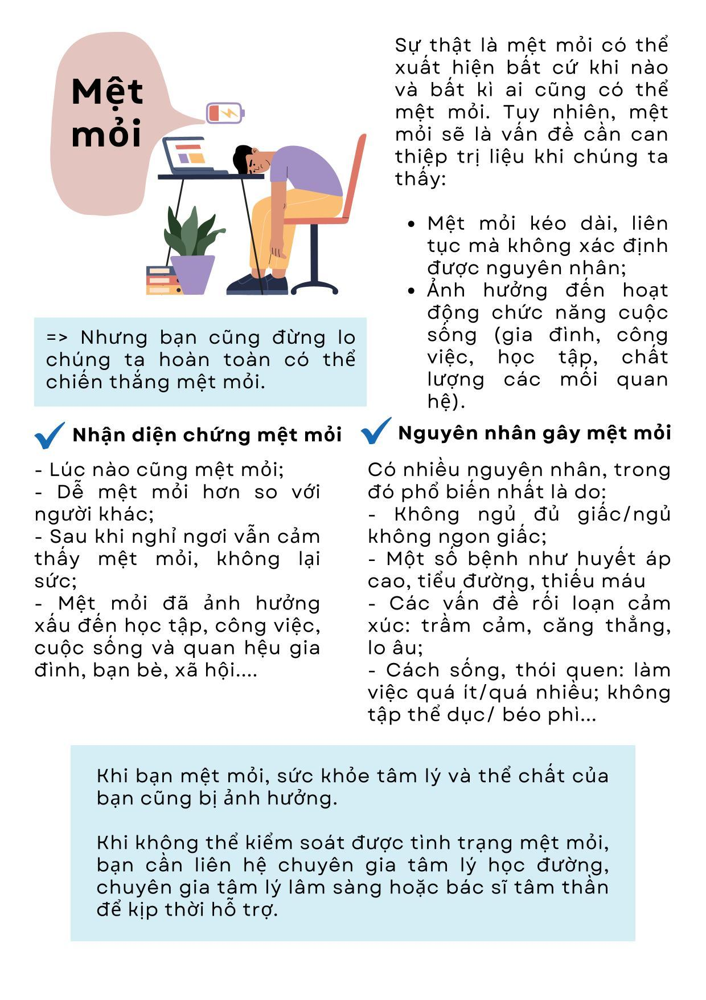 Mệt
mỏi
Sự thật là mệt mỏi có thể
xuất hiện bất cứ khi nào
và bất kì ai cũng có thể
mệt mỏi. Tuy nhiên, mệt
mỏi sẽ là vấn đề cần can
thiệp trị liệu khi chúng ta
thấy:
• Mệt mỏi kéo dài, liên
tục mà không xác định
được nguyên nhân;
• Ảnh hưởng đến hoạt
động chức năng cuộc
sống (gia đình, công
việc, học tập, chất
lượng các mối quan
hệ).
=> Nhưng bạn cũng đừng lo
chúng ta hoàn toàn có thể
chiến thắng mệt mỏi.
Nhận diện chứng mệt mỏi
- Lúc nào cũng mệt mỏi;
- Dễ mệt mỏi hơn so với
người khác;
- Sau khi nghỉ ngơi vẫn cảm
thấy mệt mỏi, không lại
sức;
- Mệt mỏi đã ảnh hưởng
xấu đến học tập, công việc,
cuộc sống và quan hệu gia
đình, bạn bè, xã hội....
Nguyên nhân gây mệt mỏi
Có nhiều nguyên nhân, trong
đó phổ biến nhất là do:
- Không ngủ đủ giấc/ngủ
không ngon giấc;
- Một số bệnh như huyết áp
cao, tiểu đường, thiếu máu
- Các vấn đề rối loạn cảm
xúc: trầm cảm, căng thẳng,
lo âu;
- Cách sống, thói quen: làm
việc quá ít/quá nhiều; không
tập thể dục/ béo phì...
Khi bạn mệt mỏi, sức khỏe tâm lý và thể chất của
bạn cũng bị ảnh hưởng.
Khi không thể kiểm soát được tình trạng mệt mỏi,
bạn cần liên hệ chuyên gia tâm lý học đường,
chuyên gia tâm lý lâm sàng hoặc bác sĩ tâm thần
để kịp thời hỗ trợ.